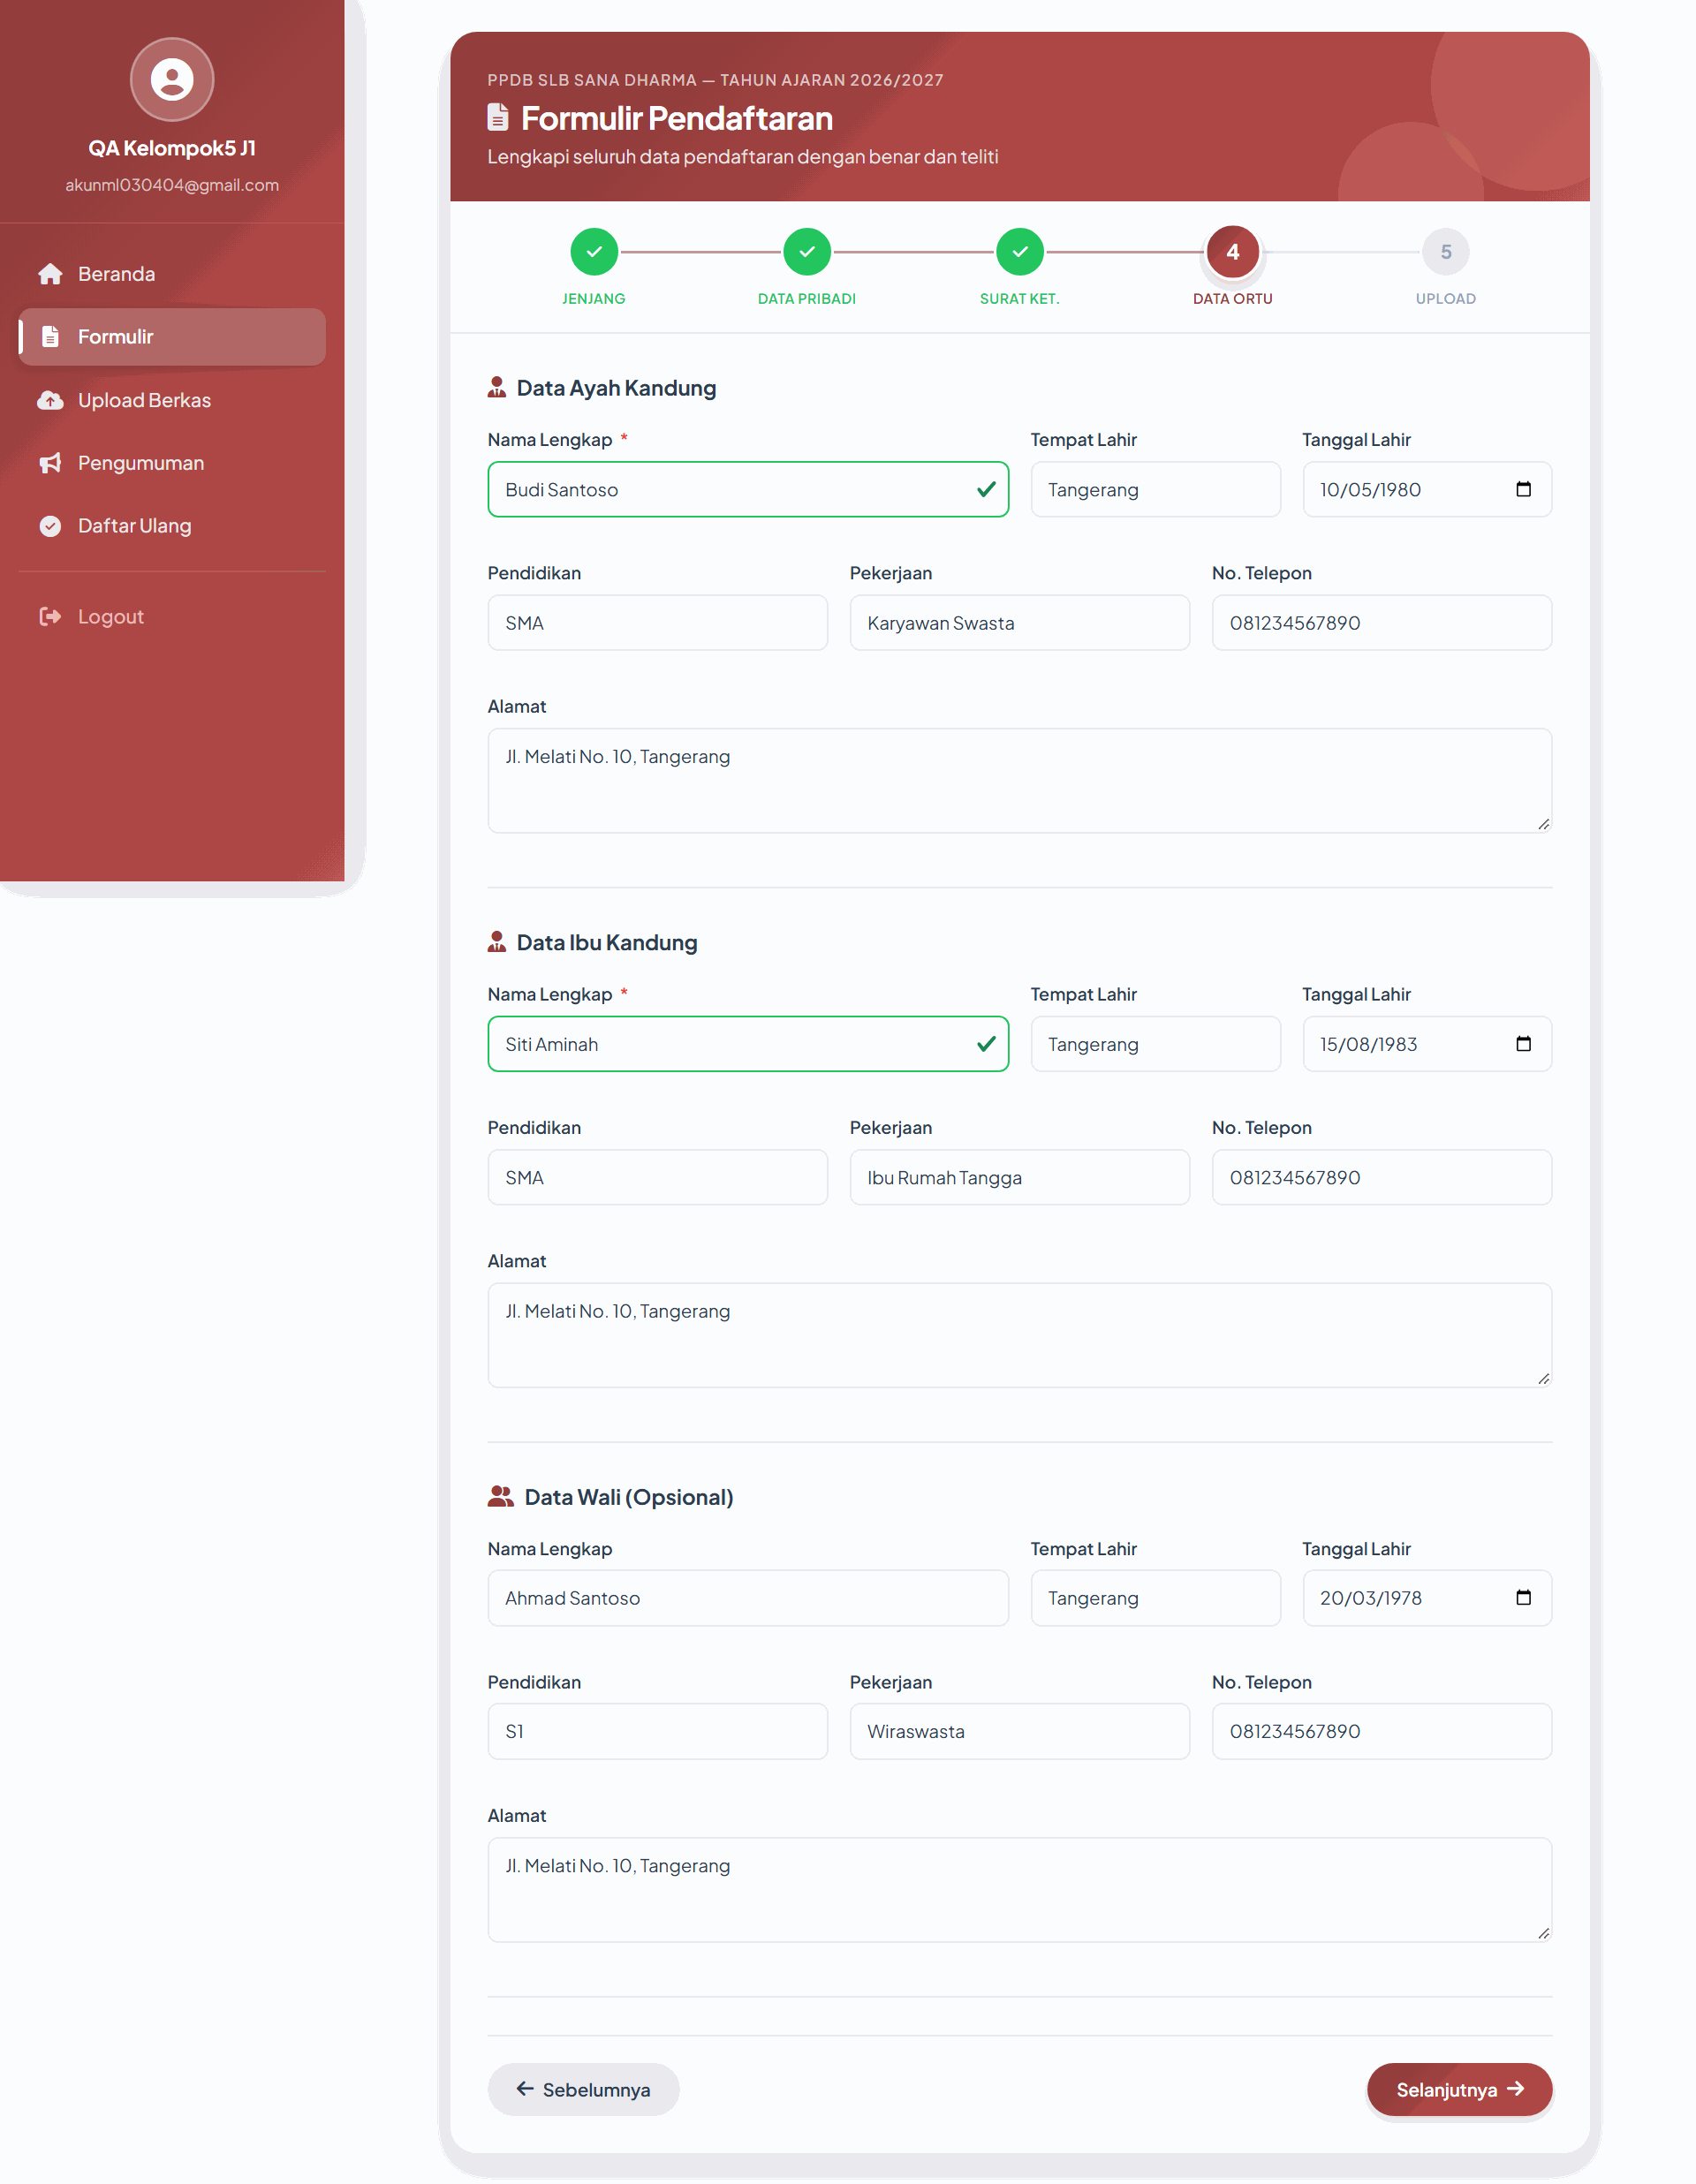 QA Kelompok5 J1
akunml030404@gmail.com
Beranda
Formulir
Upload Berkas
Pengumuman
Daftar Ulang
Logout
PPDB SLB SANA DHARMA — TAHUN AJARAN 2026/2027
Formulir Pendaftaran
Lengkapi seluruh data pendaftaran dengan benar dan teliti
4 5
JENJANG DATA PRIBADI SURAT KET. DATA ORTU UPLOAD
Data Ayah Kandung
Nama Lengkap * Tempat Lahir Tanggal Lahir
Budi Santoso Tangerang 10/05/1980
Pendidikan Pekerjaan No. Telepon
SMA Karyawan Swasta 081234567890
Alamat
Jl. Melati No. 10, Tangerang
Data Ibu Kandung
Nama Lengkap * Tempat Lahir Tanggal Lahir
Siti Aminah Tangerang 15/08/1983
Pendidikan Pekerjaan No. Telepon
SMA Ibu Rumah Tangga 081234567890
Alamat
Jl. Melati No. 10, Tangerang
Data Wali (Opsional)
Nama Lengkap Tempat Lahir Tanggal Lahir
Ahmad Santoso Tangerang 20/03/1978
Pendidikan Pekerjaan No. Telepon
S1 Wiraswasta 081234567890
Alamat
Jl. Melati No. 10, Tangerang
Sebelumnya Selanjutnya